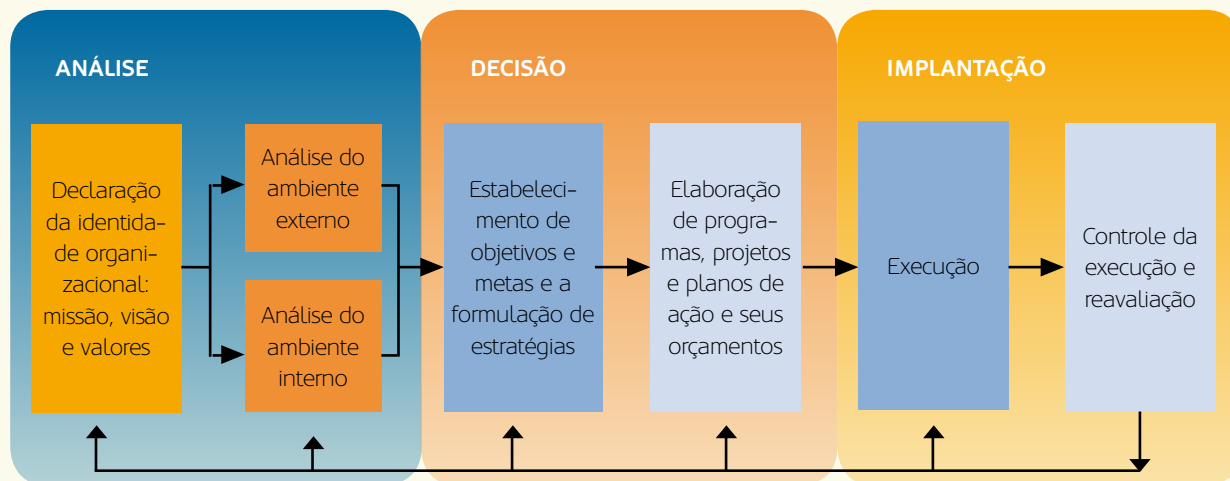 ANÁLISE
Declaração
da identida-
de organi-
zacional:
missão, visão
e valores
Análise do
ambiente
externo
Análise do
ambiente
interno
DECISÃO
Estabeleci-
mento de
objetivos e
metas e a
formulação de
estratégias
Elaboração
de progra-
mas, projetos
e planos de
ação e seus
orçamentos
IMPLANTAÇÃO
Execução
Controle da
execução e
reavaliação